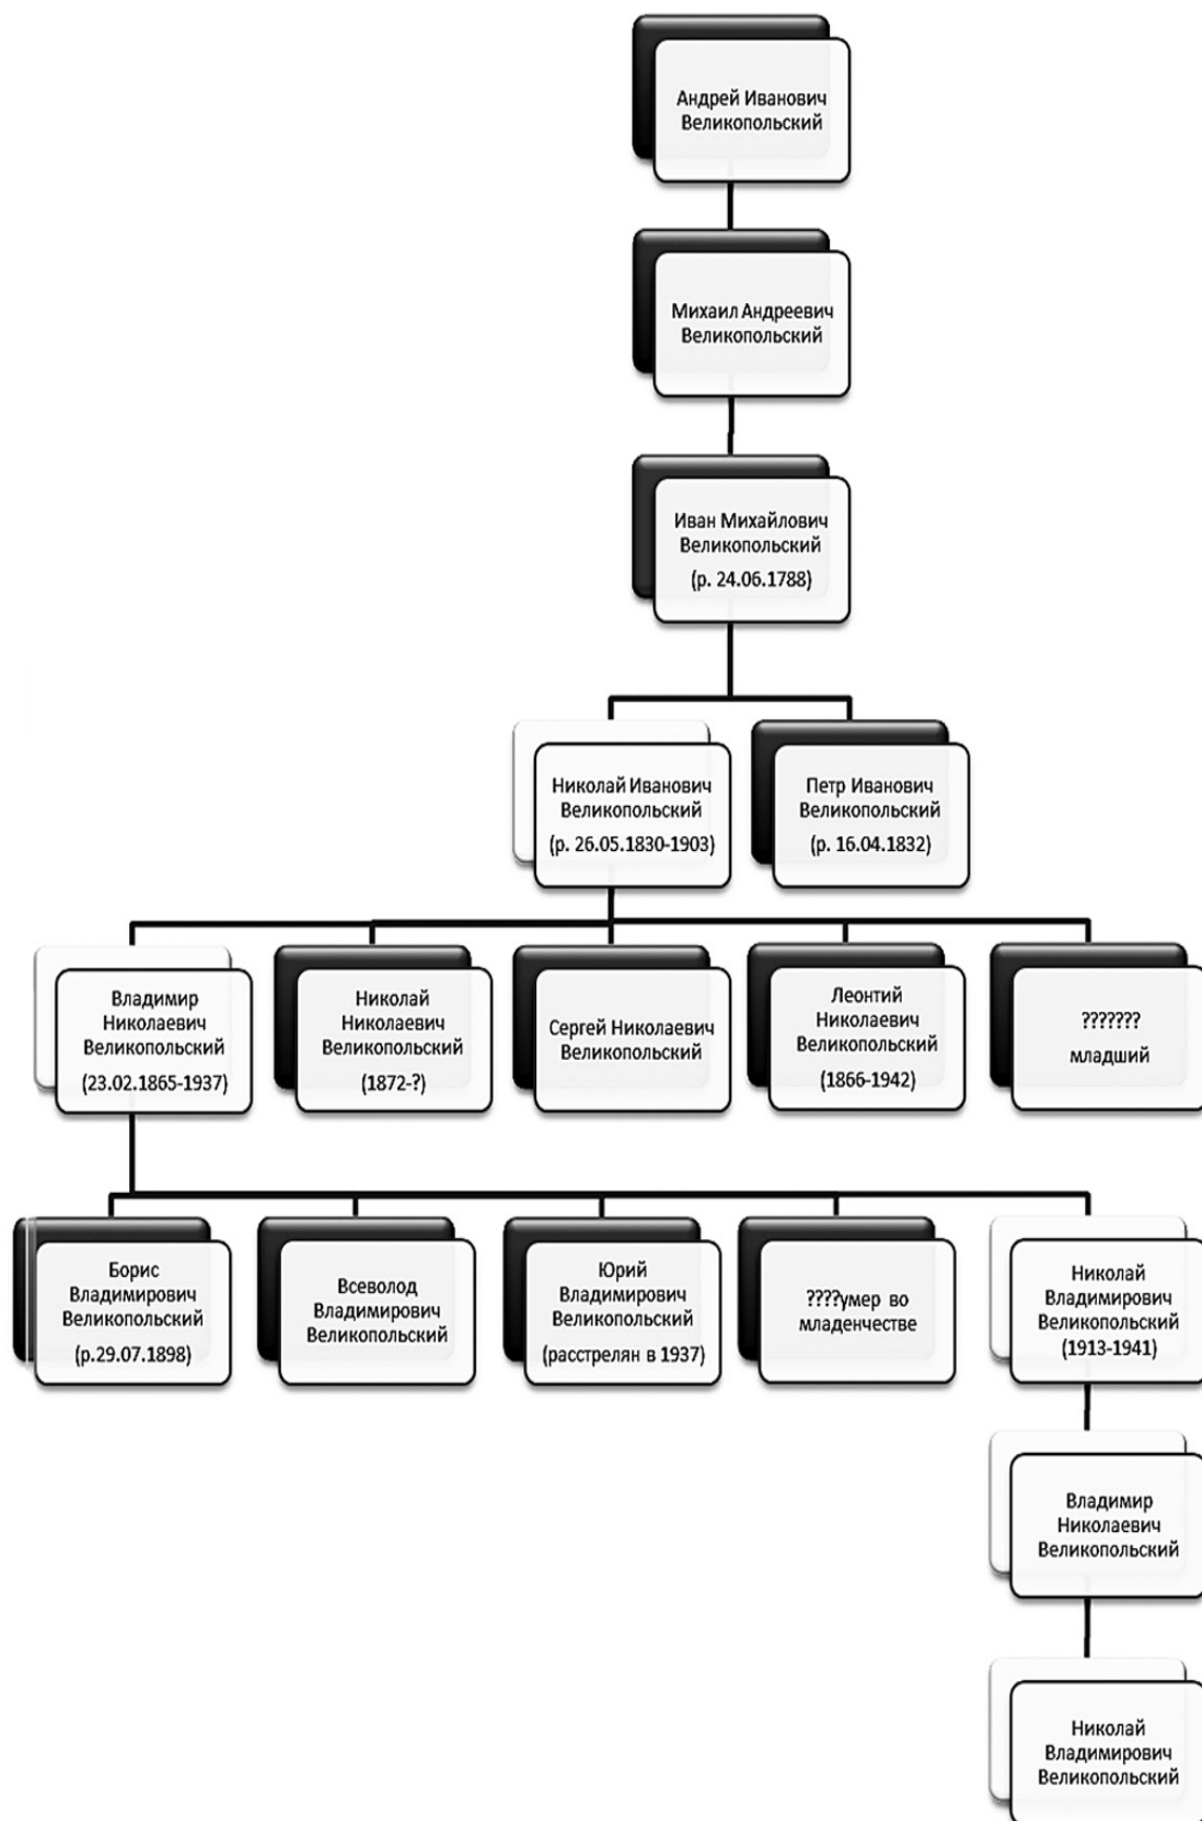 Андрей Иванович
Великопольский
Михаил Андреевич
Великопольский
Иван Михайлович
Великопольский
(р. 24.06.1788)
Николай Иванович
Великопольский
(р. 26.05.1830-1903)
Петр Иванович
Великопольский
(р. 16.04.1832)
Владимир
Николаевич
Великопольский
(23.02.1865-1937)
Николай
Николаевич
Великопольский
(1872-?)
Сергей Николаевич
Великопольский
Леонтий
Николаевич
Великопольский
(1866-1942)
???????
младший
Борис
Владимирович
Великопольский
(р.29.07.1898)
Всеволод
Владимирович
Великопольский
Юрий
Владимирович
Великопольский
(расстрелян в 1937)
????умер во
младенчестве
Николай
Владимирович
Великопольский
(1913-1941)
Владимир
Николаевич
Великопольский
Николай
Владимирович
Великопольский